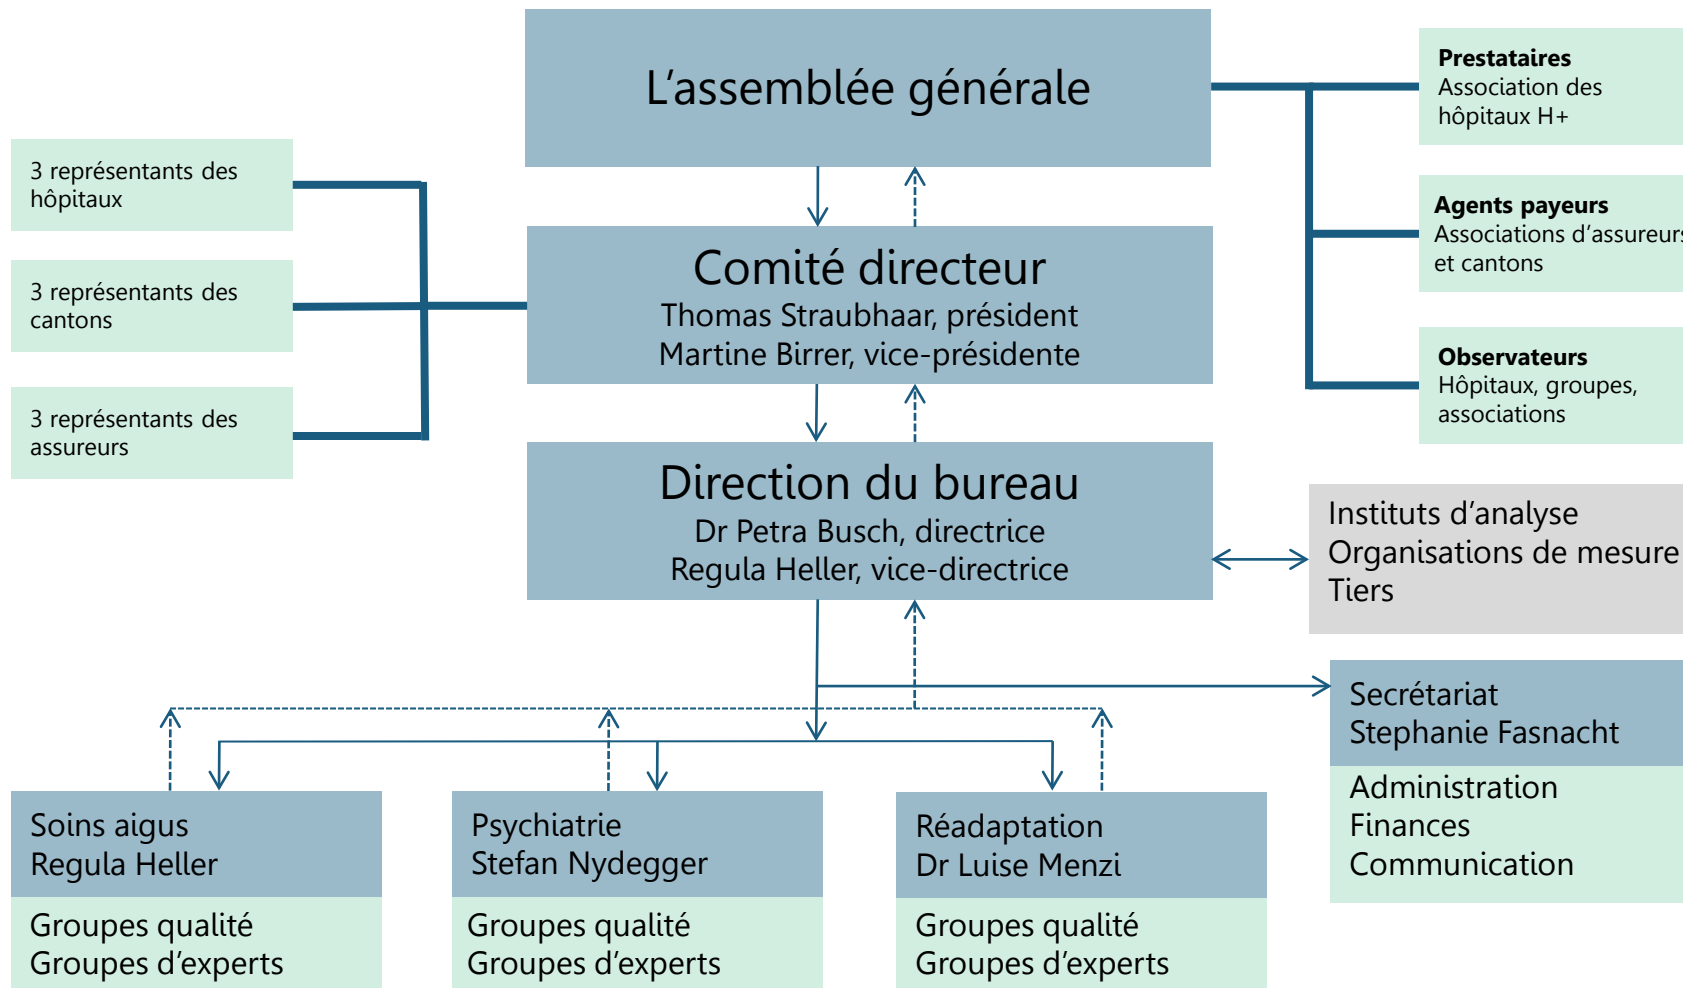 L'assemblée générale
Prestataires
Association des
hôpitaux H+
3 représentants des
hôpitaux
Agents payeurs
Associations d'assureurs
et cantons
Comité directeur
Thomas Straubhaar, président
Martine Birrer, vice-présidente
3 représentants des
cantons
Observateurs
Hôpitaux, groupes,
associations
3 représentants des
assureurs
Direction du bureau
Dr Petra Busch, directrice
Regula Heller, vice-directrice
Instituts d'analyse
Organisations de mesure
Tiers
Secrétariat
Stephanie Fasnacht
Administration
Finances
Communication
Soins aigus
Regula Heller
Groupes qualité
Groupes d'experts
Psychiatrie
Stefan Nydegger
Groupes qualité
Groupes d'experts
Réadaptation
Dr Luise Menzi
Groupes qualité
Groupes d'experts